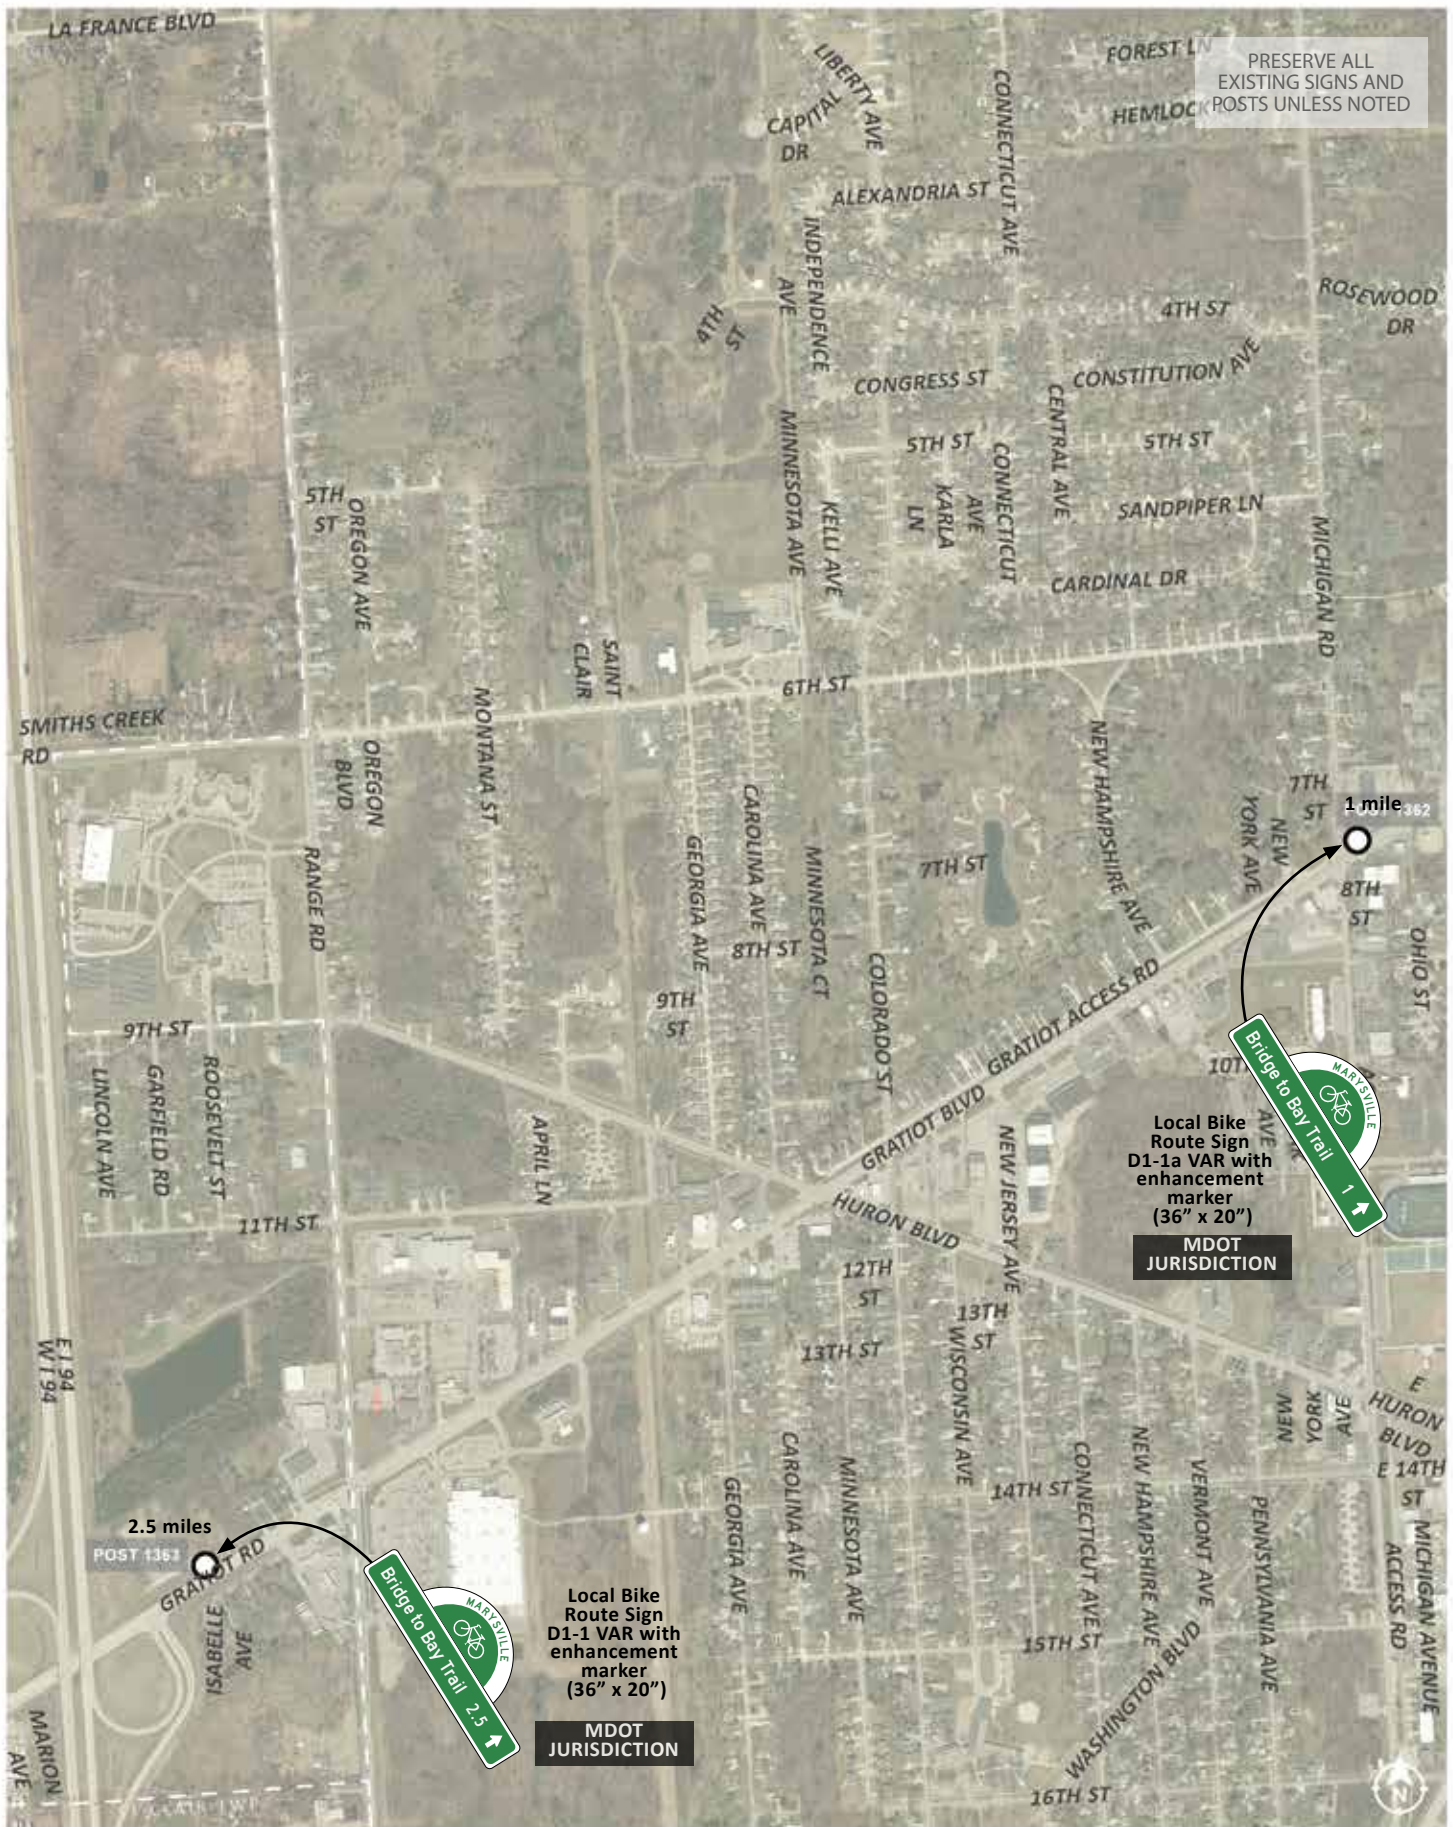 LA FRANCE BLVD
LIBERTY AVE
CAPITAL
DR
CONNECTICUT AVE
FOREST LN
HEMLOCK
PRESERVE ALL
EXISTING SIGNS AND
POSTS UNLESS NOTED
ALEXANDRIA ST
INDEPENDENCE
AVE
4TH
ST
4TH ST
ROSEWOOD
DR
CONGRESS ST
CONSTITUTION AVE
CENTRAL AVE
MINNESOTA AVE
5TH ST
5TH ST
5TH
ST
OREGON AVE
KELLI AVE
KARLA
LN
CONNECTICUT
AVE
SANDPIPER LN
MICHIGAN RD
CARDINAL DR
SAINT
CLAIR
6TH ST
SMITHS CREEK
RD
MONTANA ST
OREGON
BLVD
NEW HAMPSHIRE AVE
7TH
ST
1 mile
POST 1362
NEW
YORK AVE
CAROLINA AVE
GEORGIA AVE
MINNESOTA CT
7TH ST
8TH
ST
RANGE RD
8TH ST
COLORADO ST
OHIO ST
9TH
ST
GRATIOT ACCESS RD
9TH ST
LINCOLN AVE
GARFIELD RD
ROOSEVELT ST
APRIL LN
GRATIOT BLVD
NEW JERSEY AVE
10TH
AVE
Bridge to Bay Trail 1
MARYSVILLE
Local Bike
Route Sign
D1-1a VAR with
enhancement
marker
(36” x 20”)
MDOT
JURISDICTION
11TH ST
HURON BLVD
12TH
ST
13TH
ST
13TH ST
WISCONSIN AVE
E I 94
W I 94
NEW
YORK
AVE
E
HURON
BLVD
E 14TH
ST
CAROLINA AVE
MINNESOTA AVE
GEORGIA AVE
14TH ST
CONNECTICUT AVE
NEW HAMPSHIRE AVE
VERMONT AVE
PENNSYLVANIA AVE
MICHIGAN AVENUE
ACCESS RD
2.5 miles
POST 1363
GRATIOT RD
ISABELLE
AVE
Bridge to Bay Trail 2.5
MARYSVILLE
Local Bike
Route Sign
D1-1 VAR with
enhancement
marker
(36” x 20”)
MDOT
JURISDICTION
15TH ST
WASHINGTON BLVD
16TH ST
MARION
AVE
N